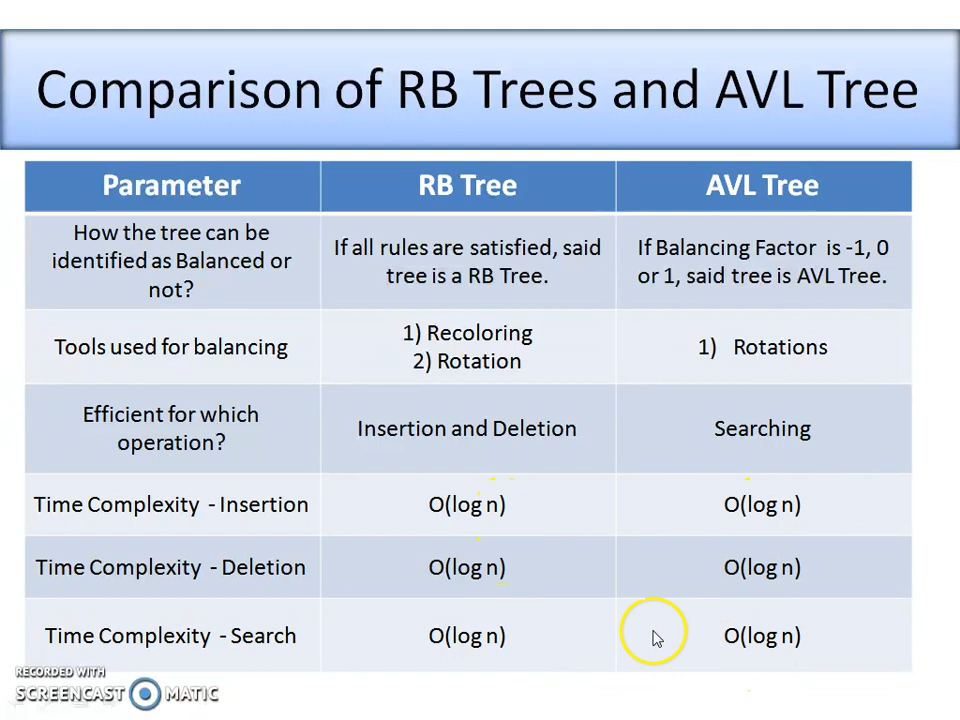 Comparison of RB Trees and AVL Tree
Parameter
RB Tree
AVL Tree
How the tree can be
identified as Balanced or
not?
If all rules are satisfied, said
tree is a RB Tree.
If Balancing Factor is -1, 0
or 1, said tree is AVL Tree.
Tools used for balancing
1) Recoloring
2) Rotation
1) Rotations
Efficient for which
operation?
Insertion and Deletion
Searching
Time Complexity - Insertion
O(log n)
O(log n)
Time Complexity - Deletion
O(log n)
O(log n)
Time Complexity - Search
O(log n)
O(log n)
RECORDED WITH
SCREENCAST MATIC